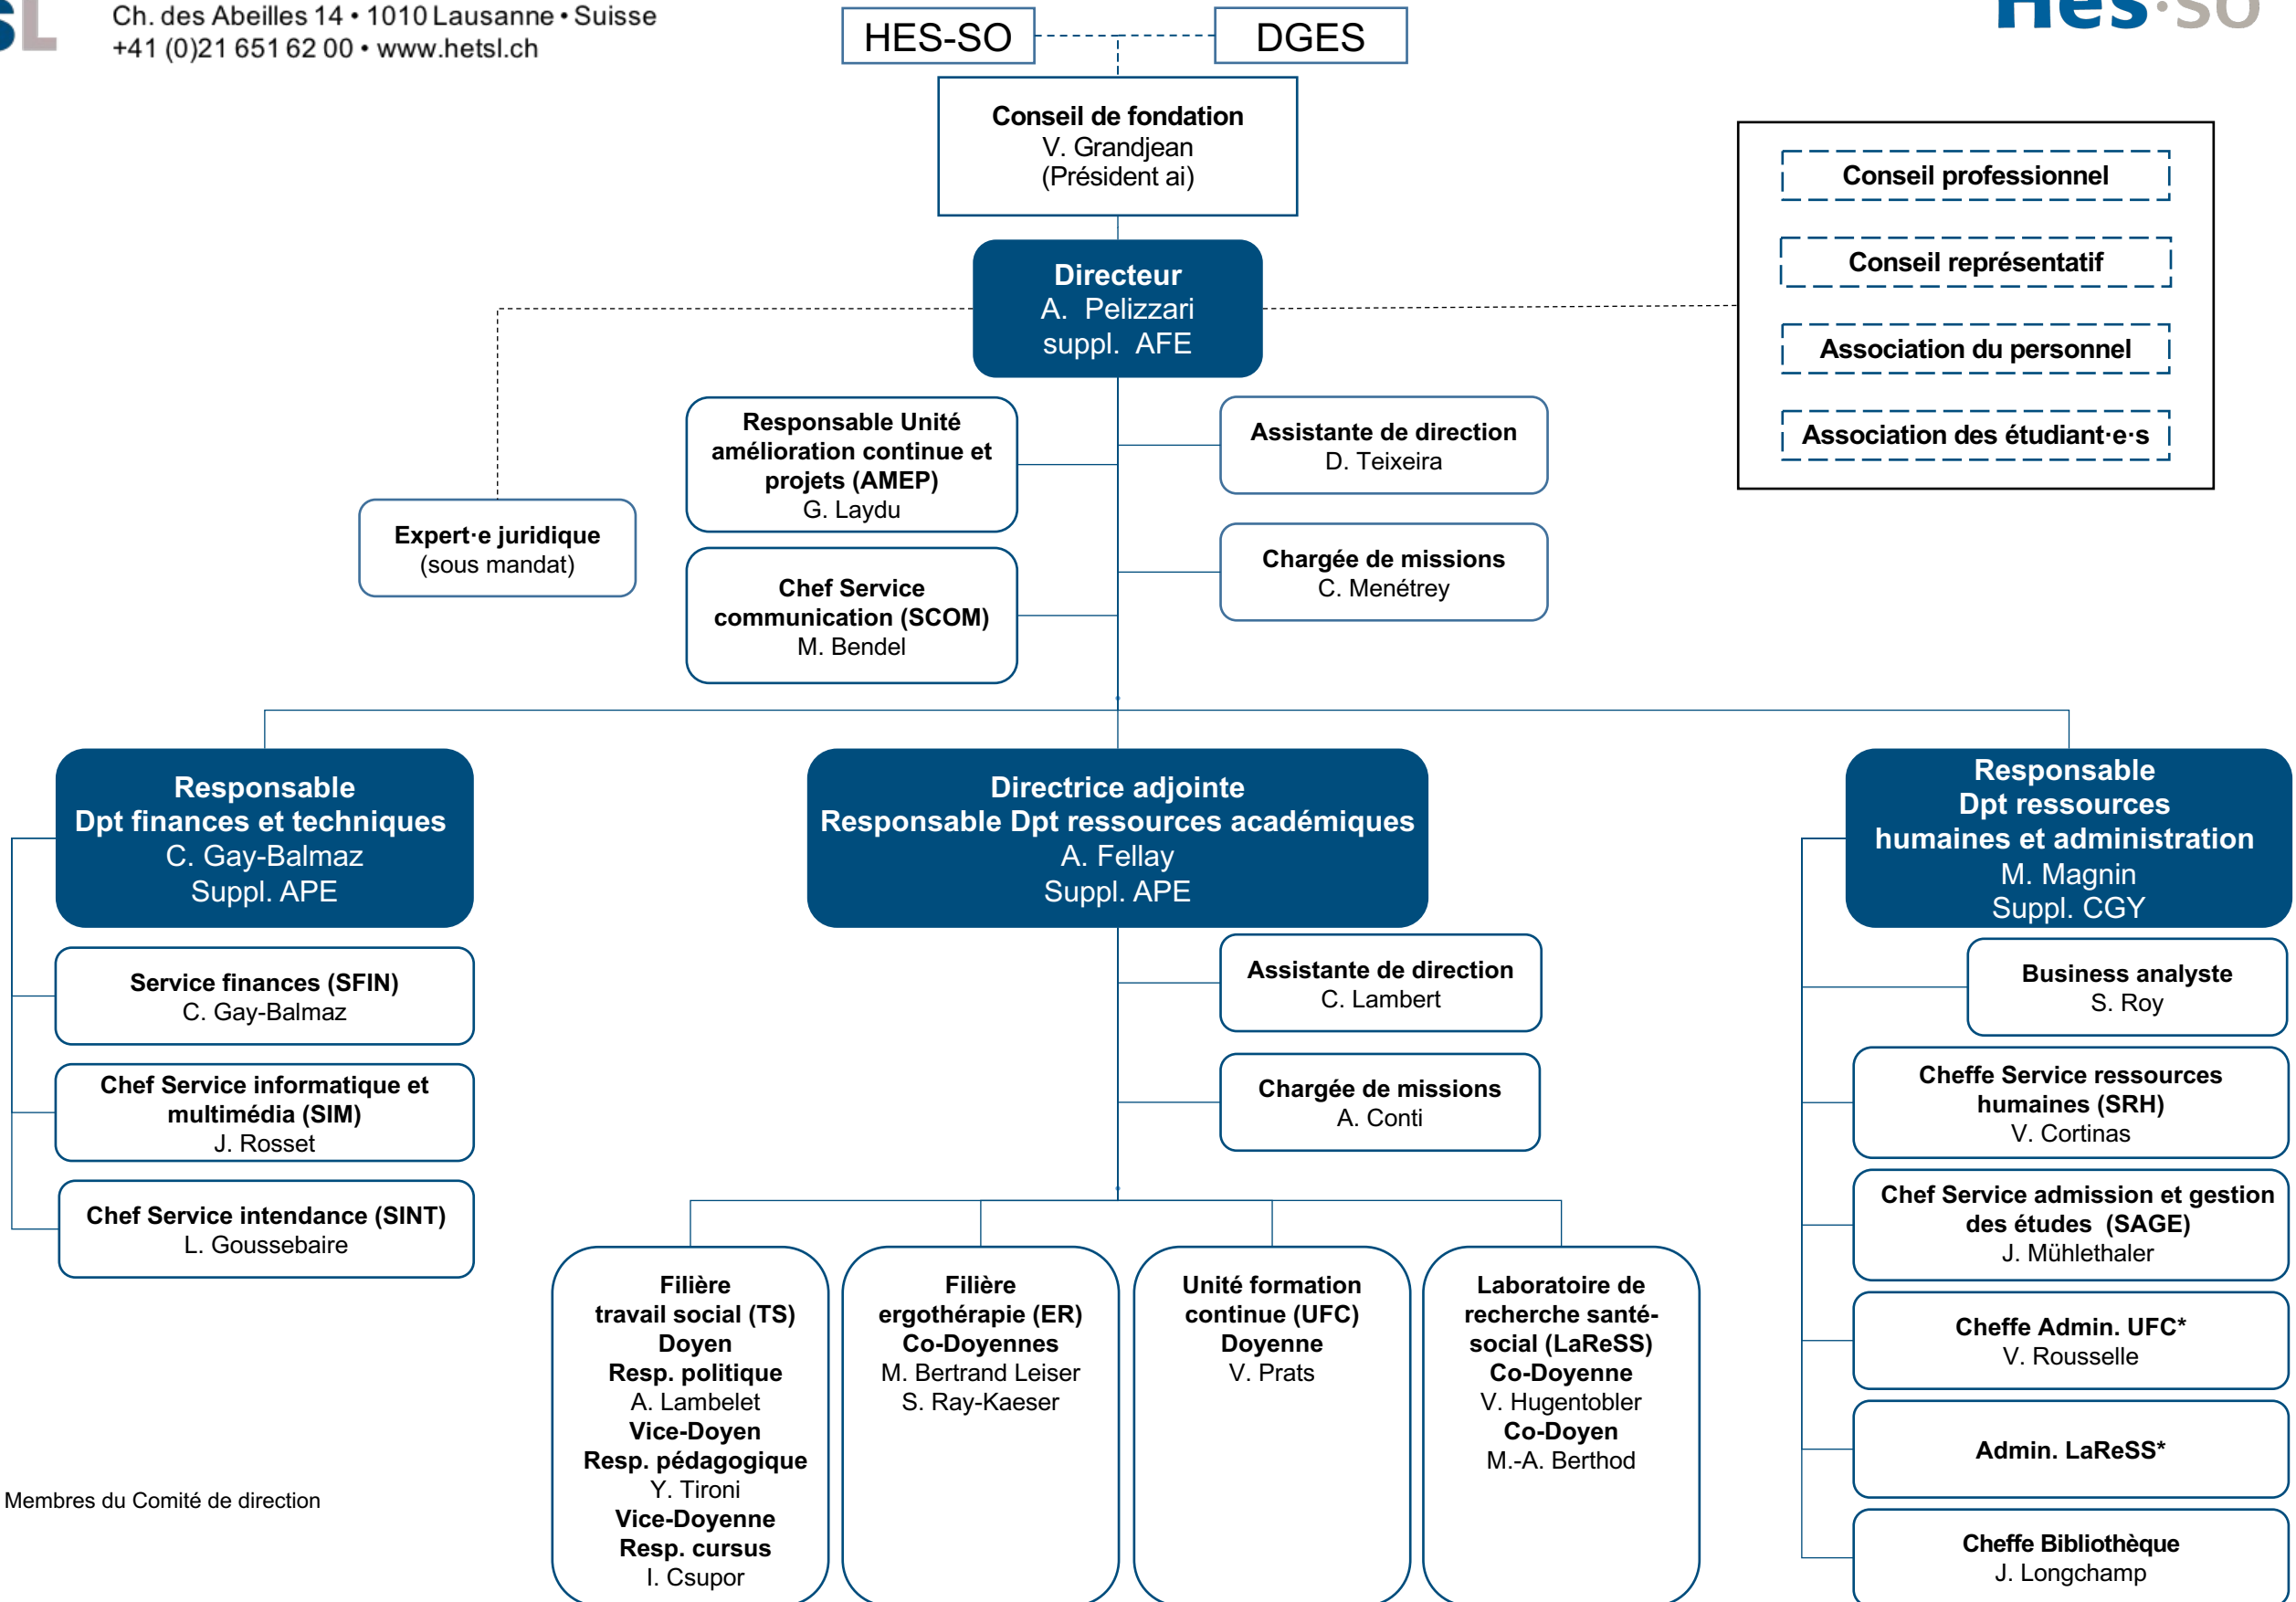 Ch. des Abeilles 14 • 1010 Lausanne • Suisse
+41 (0)21 651 62 00 • www.hetsl.ch
Hes·so
HES-SO
DGES
Conseil de fondation
V. Grandjean
(Président ai)
Conseil professionnel
Conseil représentatif
Association du personnel
Association des étudiant·e·s
Directeur
A. Pelizzari
suppl. AFE
Responsable Unité
amélioration continue et
projets (AMEP)
G. Laydu
Assistante de direction
D. Teixeira
Expert·e juridique
(sous mandat)
Chef Service
communication (SCOM)
M. Bendel
Chargée de missions
C. Menétrey
Responsable
Dpt finances et techniques
C. Gay-Balmaz
Suppl. APE
Service finances (SFIN)
C. Gay-Balmaz
Chef Service informatique et
multimédia (SIM)
J. Rosset
Chef Service intendance (SINT)
L. Goussebaire
Directrice adjointe
Responsable Dpt ressources académiques
A. Fellay
Suppl. APE
Assistante de direction
C. Lambert
Chargée de missions
A. Conti
Filière
travail social (TS)
Doyen
Resp. politique
A. Lambelet
Vice-Doyen
Resp. pédagogique
Y. Tironi
Vice-Doyenne
Resp. cursus
I. Csupor
Filière
ergothérapie (ER)
Co-Doyennes
M. Bertrand Leiser
S. Ray-Kaeser
Unité formation
continue (UFC)
Doyenne
V. Prats
Laboratoire de
recherche santé-
social (LaReSS)
Co-Doyenne
V. Hugentobler
Co-Doyen
M.-A. Berthod
Responsable
Dpt ressources
humaines et administration
M. Magnin
Suppl. CGY
Business analyste
S. Roy
Cheffe Service ressources
humaines (SRH)
V. Cortinas
Chef Service admission et gestion
des études (SAGE)
J. Mühlethaler
Cheffe Admin. UFC*
V. Rousselle
Admin. LaReSS*
Cheffe Bibliothèque
J. Longchamp
Membres du Comité de direction